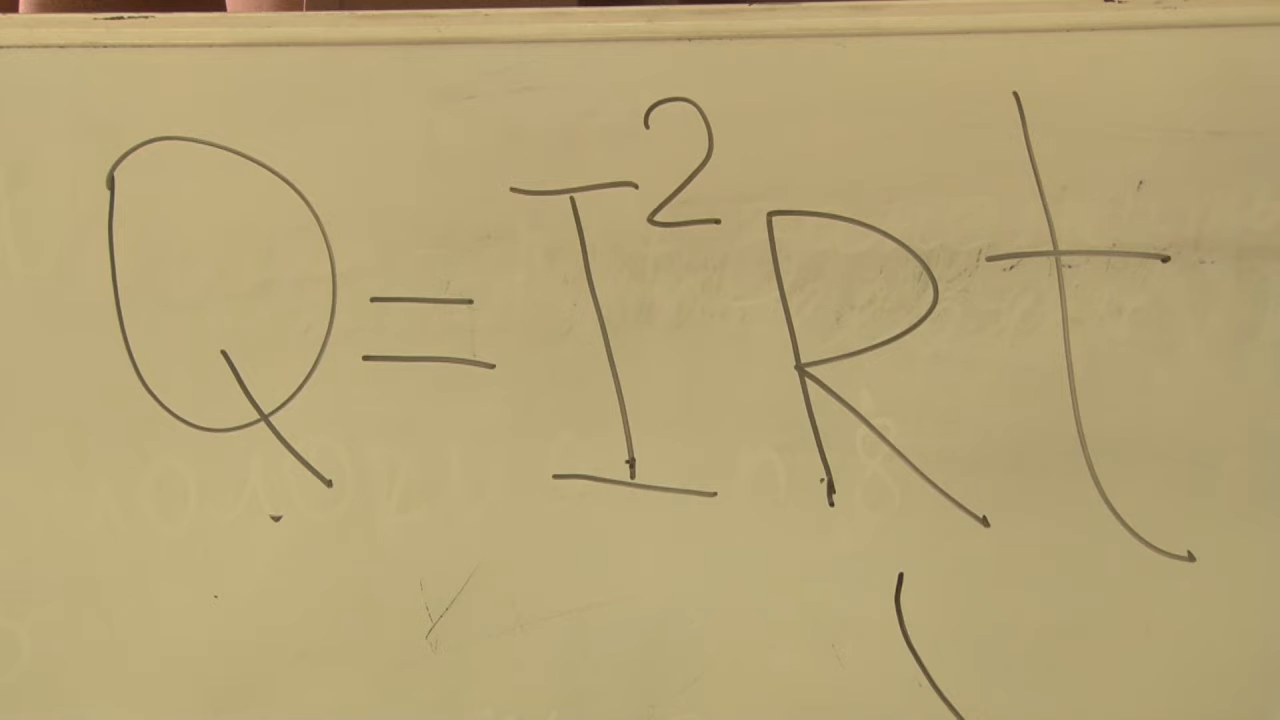 Q = I²Rt